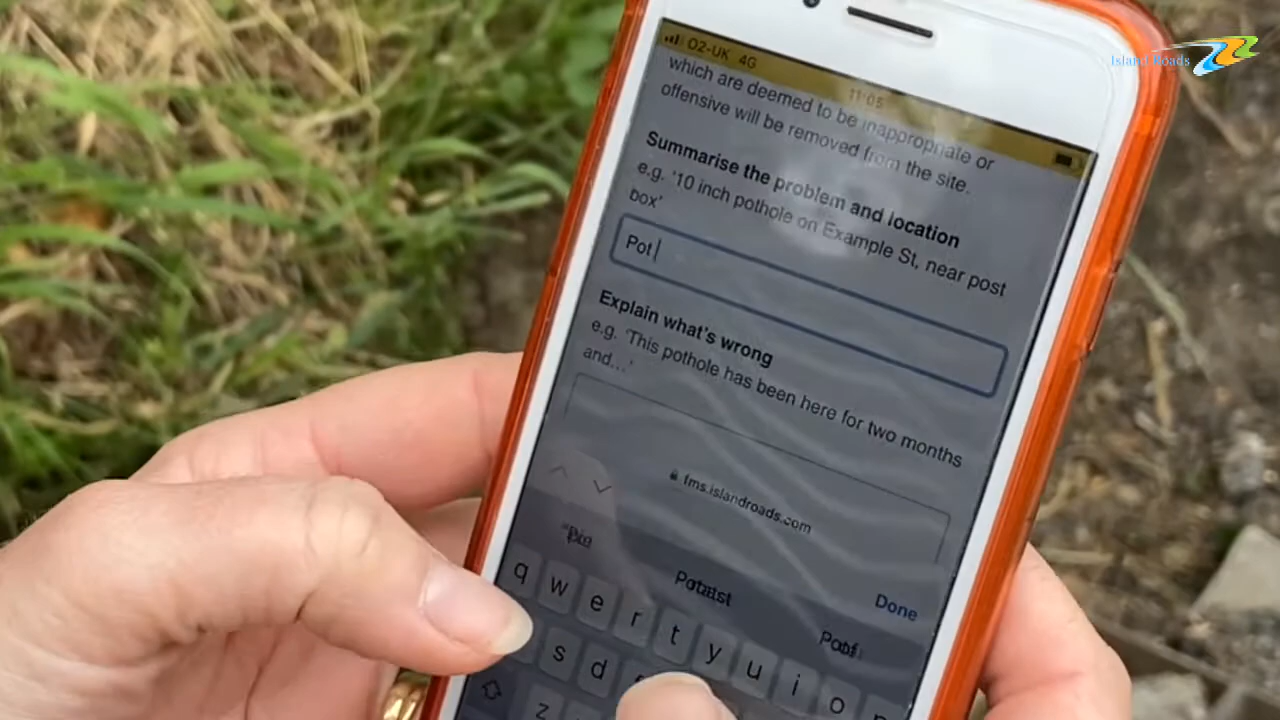 Island Roads
O2-UK 4G
11:05
which are deemed to be inappropriate or
offensive will be removed from the site.
Summarise the problem and location
e.g. '10 inch pothole on Example St, near post
box'
Pot
Explain what's wrong
e.g. 'This pothole has been here for two months
and...'
fms.islandroads.com
Done
q w e r t y u i o
s d
z